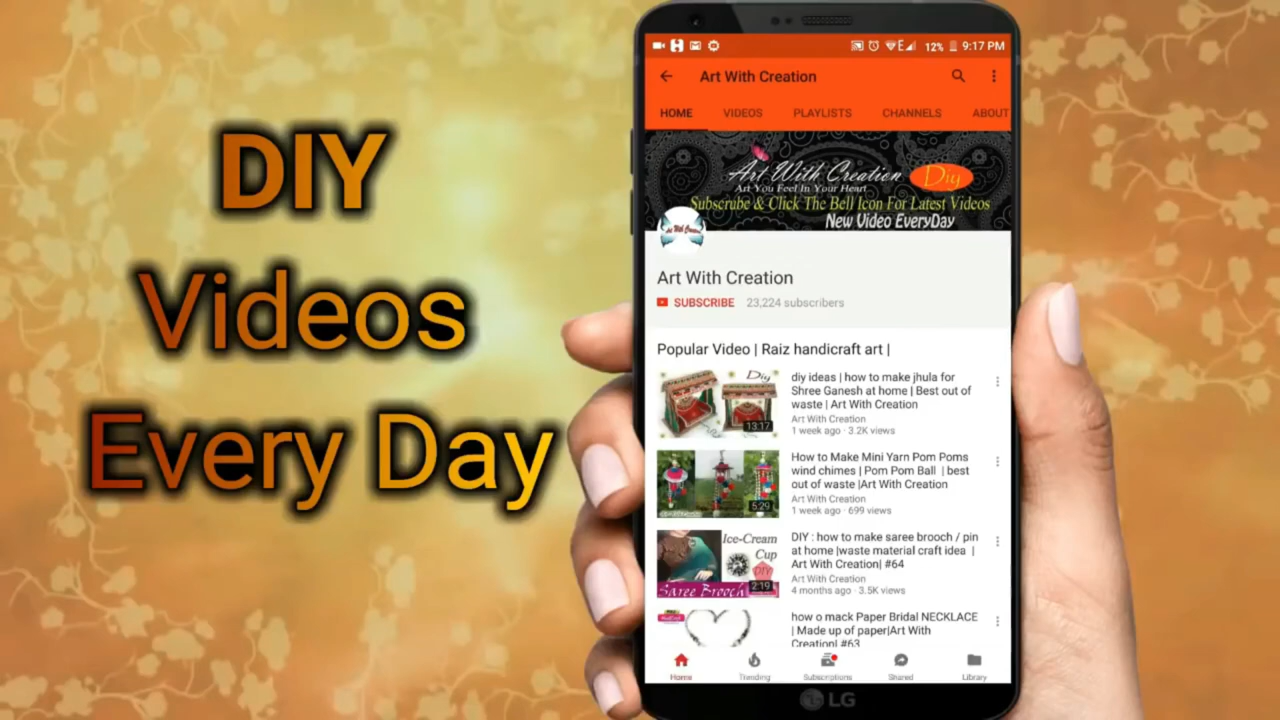 DIY
Videos
Every Day
12% 9:17 PM
Art With Creation
HOME VIDEOS PLAYLISTS CHANNELS ABOUT
Art With Creation Diy
Art You Feel In Your Heart
Subscrube & Click The Bell Icon For Latest Videos
New Video EveryDay
Art With Creation
Art With Creation
SUBSCRIBE 23,224 subscribers
Popular Video | Raiz handicraft art |
Diy
13:17
diy ideas | how to make jhula for
Shree Ganesh at home | Best out of
waste | Art With Creation
Art With Creation
1 week ago · 3.2K views
5:29
How to Make Mini Yarn Pom Poms
wind chimes | Pom Pom Ball | best
out of waste |Art With Creation
Art With Creation
1 week ago · 699 views
Ice-Cream
Cup
DIY
2:19
Saree Brooch
DIY : how to make saree brooch / pin
at home |waste material craft idea |
Art With Creation| #64
Art With Creation
4 months ago · 3.5K views
how o mack Paper Bridal NECKLACE
| Made up of paper|Art With
Creation| #63
Home Trending Subscriptions Shared Library
LG